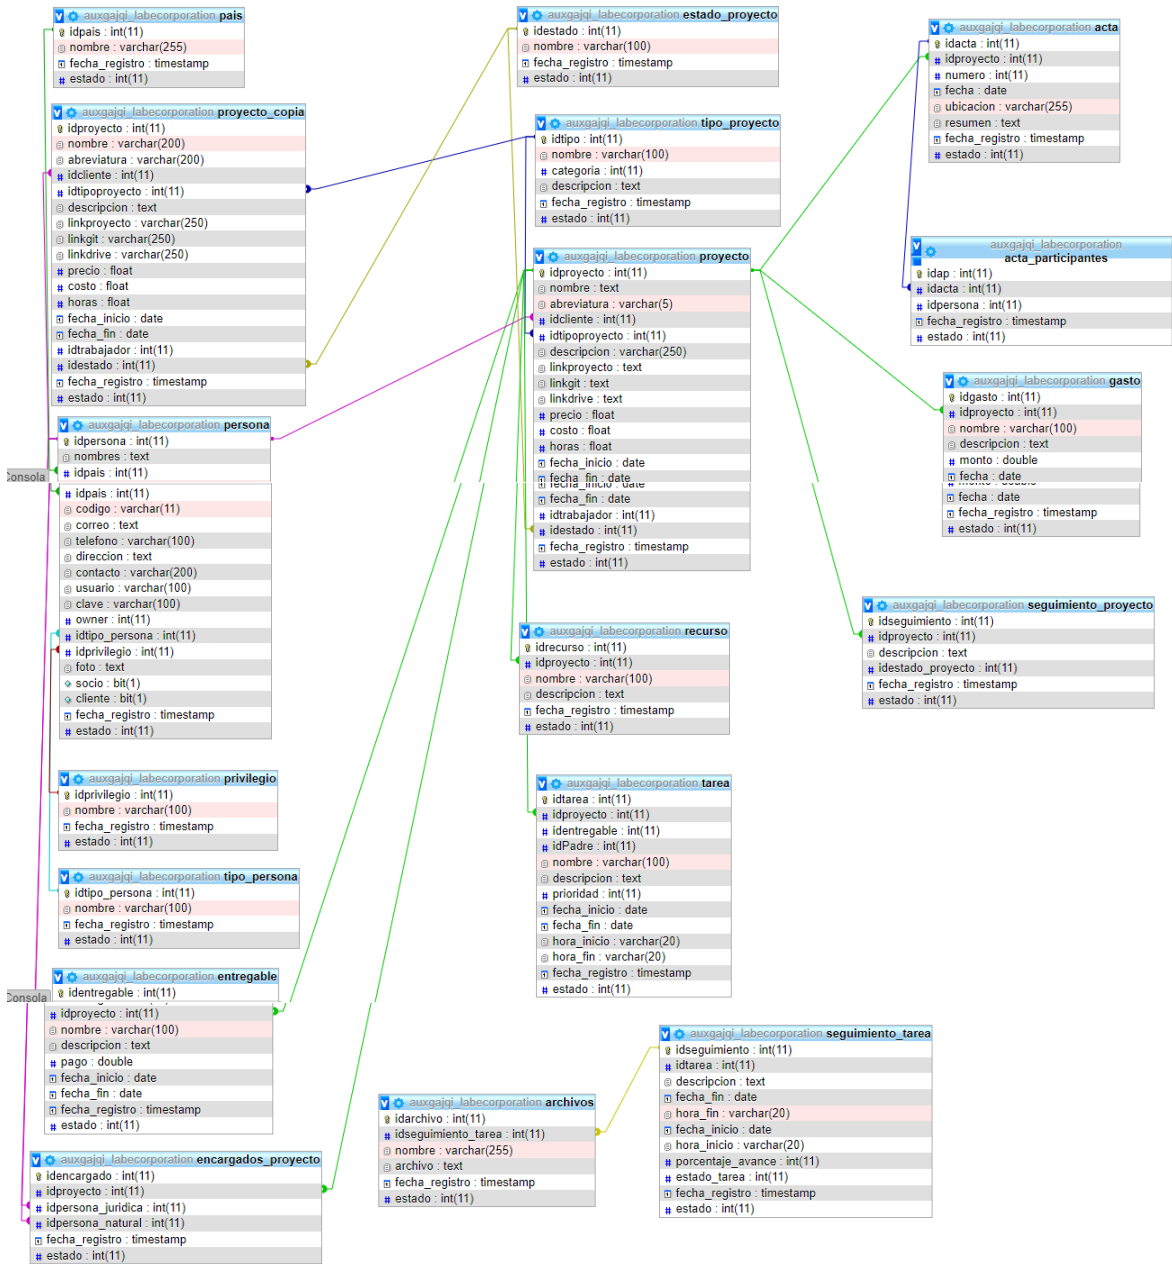 auxgajqi_labecorporation pais
idpais : int(11)
nombre : varchar(255)
fecha_registro : timestamp
estado : int(11)
auxgajqi_labecorporation proyecto_copia
idproyecto : int(11)
nombre : varchar(200)
abreviatura : varchar(200)
idcliente : int(11)
idtipoproyecto : int(11)
descripcion : text
linkproyecto : varchar(250)
linkgit : varchar(250)
linkdrive : varchar(250)
precio : float
costo : float
horas : float
fecha_inicio : date
fecha_fin : date
idtrabajador : int(11)
idestado : int(11)
fecha_registro : timestamp
estado : int(11)
auxgajqi_labecorporation persona
idpersona : int(11)
nombres : text
idpais : int(11)
Consola
idpais : int(11)
codigo : varchar(11)
correo : text
telefono : varchar(100)
direccion : text
contacto : varchar(200)
usuario : varchar(100)
clave : varchar(100)
owner : int(11)
idtipo_persona : int(11)
idprivilegio : int(11)
foto : text
socio : bit(1)
cliente : bit(1)
fecha_registro : timestamp
estado : int(11)
auxgajqi_labecorporation privilegio
idprivilegio : int(11)
nombre : varchar(100)
fecha_registro : timestamp
estado : int(11)
auxgajqi_labecorporation tipo_persona
idtipo_persona : int(11)
nombre : varchar(100)
fecha_registro : timestamp
estado : int(11)
auxgajqi_labecorporation entregable
identregable : int(11)
Consola
idproyecto : int(11)
nombre : varchar(100)
descripcion : text
pago : double
fecha_inicio : date
fecha_fin : date
fecha_registro : timestamp
estado : int(11)
auxgajqi_labecorporation encargados_proyecto
idencargado : int(11)
idproyecto : int(11)
idpersona_juridica : int(11)
idpersona_natural : int(11)
fecha_registro : timestamp
estado : int(11)
auxgajqi_labecorporation estado_proyecto
idestado : int(11)
nombre : varchar(100)
fecha_registro : timestamp
estado : int(11)
auxgajqi_labecorporation tipo_proyecto
idtipo : int(11)
nombre : varchar(100)
categoria : int(11)
descripcion : text
fecha_registro : timestamp
estado : int(11)
auxgajqi_labecorporation proyecto
idproyecto : int(11)
nombre : text
abreviatura : varchar(5)
idcliente : int(11)
idtipoproyecto : int(11)
descripcion : varchar(250)
linkproyecto : text
linkgit : text
linkdrive : text
precio : float
costo : float
horas : float
fecha_inicio : date
fecha_fin : date
fecha_inicio : date
fecha_fin : date
idtrabajador : int(11)
idestado : int(11)
fecha_registro : timestamp
estado : int(11)
auxgajqi_labecorporation recurso
idrecurso : int(11)
idproyecto : int(11)
nombre : varchar(100)
descripcion : text
fecha_registro : timestamp
estado : int(11)
auxgajqi_labecorporation tarea
idtarea : int(11)
idproyecto : int(11)
identregable : int(11)
idPadre : int(11)
nombre : varchar(100)
descripcion : text
prioridad : int(11)
fecha_inicio : date
fecha_fin : date
hora_inicio : varchar(20)
hora_fin : varchar(20)
fecha_registro : timestamp
estado : int(11)
auxgajqi_labecorporation archivos
idarchivo : int(11)
idseguimiento_tarea : int(11)
nombre : varchar(255)
archivo : text
fecha_registro : timestamp
estado : int(11)
auxgajqi_labecorporation seguimiento_tarea
idseguimiento : int(11)
idtarea : int(11)
descripcion : text
fecha_fin : date
hora_fin : varchar(20)
fecha_inicio : date
hora_inicio : varchar(20)
porcentaje_avance : int(11)
estado_tarea : int(11)
fecha_registro : timestamp
estado : int(11)
auxgajqi_labecorporation acta
idacta : int(11)
idproyecto : int(11)
numero : int(11)
fecha : date
ubicacion : varchar(255)
resumen : text
fecha_registro : timestamp
estado : int(11)
auxgajqi_labecorporation
acta_participantes
idap : int(11)
idacta : int(11)
idpersona : int(11)
fecha_registro : timestamp
estado : int(11)
auxgajqi_labecorporation gasto
idgasto : int(11)
idproyecto : int(11)
nombre : varchar(100)
descripcion : text
monto : double
fecha : date
monto : double
fecha : date
fecha_registro : timestamp
estado : int(11)
auxgajqi_labecorporation seguimiento_proyecto
idseguimiento : int(11)
idproyecto : int(11)
descripcion : text
idestado_proyecto : int(11)
fecha_registro : timestamp
estado : int(11)